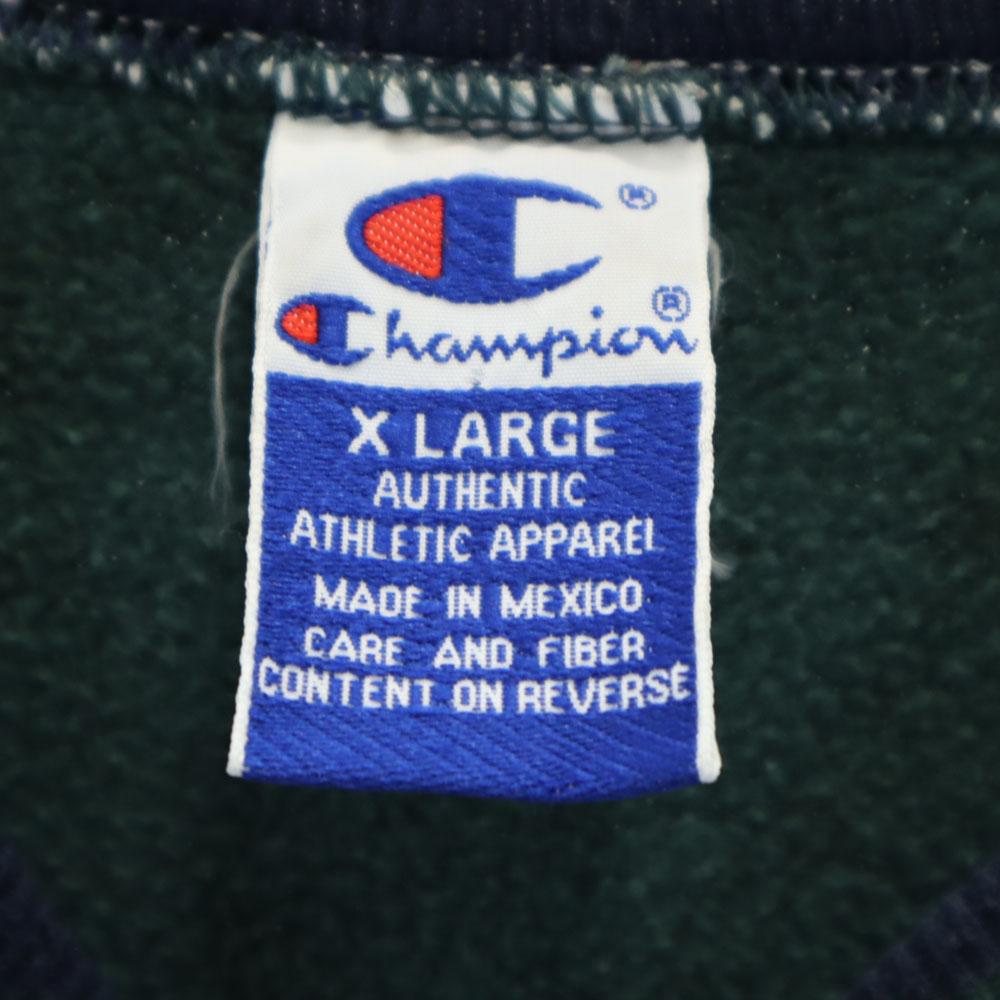 ®
Champion®
X LARGE
AUTHENTIC
ATHLETIC APPAREL
MADE IN MEXICO
CARE AND FIBER
CONTENT ON REVERSE